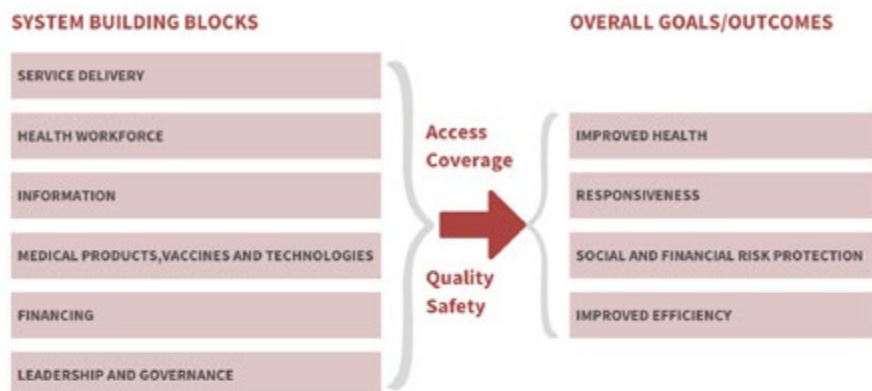 SYSTEM BUILDING BLOCKS
SERVICE DELIVERY
HEALTH WORKFORCE
INFORMATION
MEDICAL PRODUCTS,VACCINES AND TECHNOLOGIES
FINANCING
LEADERSHIP AND GOVERNANCE
Access
Coverage
Quality
Safety
OVERALL GOALS/OUTCOMES
IMPROVED HEALTH
RESPONSIVENESS
SOCIAL AND FINANCIAL RISK PROTECTION
IMPROVED EFFICIENCY